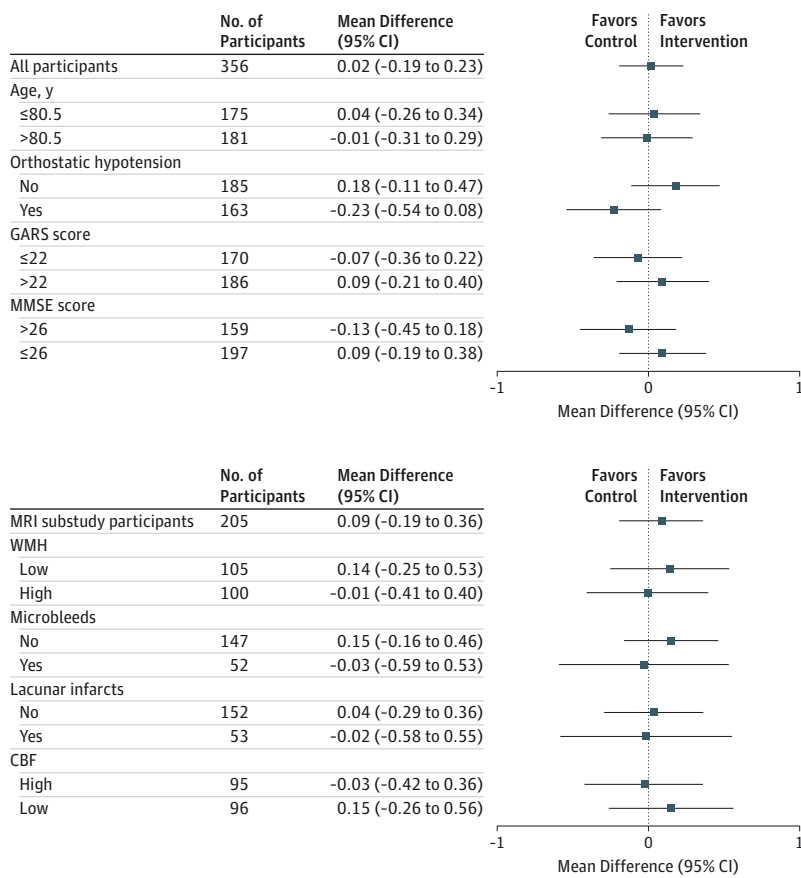 No. of Participants Mean Difference (95% CI) Favors Control Favors Intervention
All participants 356 0.02 (-0.19 to 0.23)
Age, y
≤80.5 175 0.04 (-0.26 to 0.34)
>80.5 181 -0.01 (-0.31 to 0.29)
Orthostatic hypotension
No 185 0.18 (-0.11 to 0.47)
Yes 163 -0.23 (-0.54 to 0.08)
GARS score
≤22 170 -0.07 (-0.36 to 0.22)
>22 186 0.09 (-0.21 to 0.40)
MMSE score
>26 159 -0.13 (-0.45 to 0.18)
≤26 197 0.09 (-0.19 to 0.38)
-1 0 1
Mean Difference (95% CI)
No. of Participants Mean Difference (95% CI) Favors Control Favors Intervention
MRI substudy participants 205 0.09 (-0.19 to 0.36)
WMH
Low 105 0.14 (-0.25 to 0.53)
High 100 -0.01 (-0.41 to 0.40)
Microbleeds
No 147 0.15 (-0.16 to 0.46)
Yes 52 -0.03 (-0.59 to 0.53)
Lacunar infarcts
No 152 0.04 (-0.29 to 0.36)
Yes 53 -0.02 (-0.58 to 0.55)
CBF
High 95 -0.03 (-0.42 to 0.36)
Low 96 0.15 (-0.26 to 0.56)
-1 0 1
Mean Difference (95% CI)